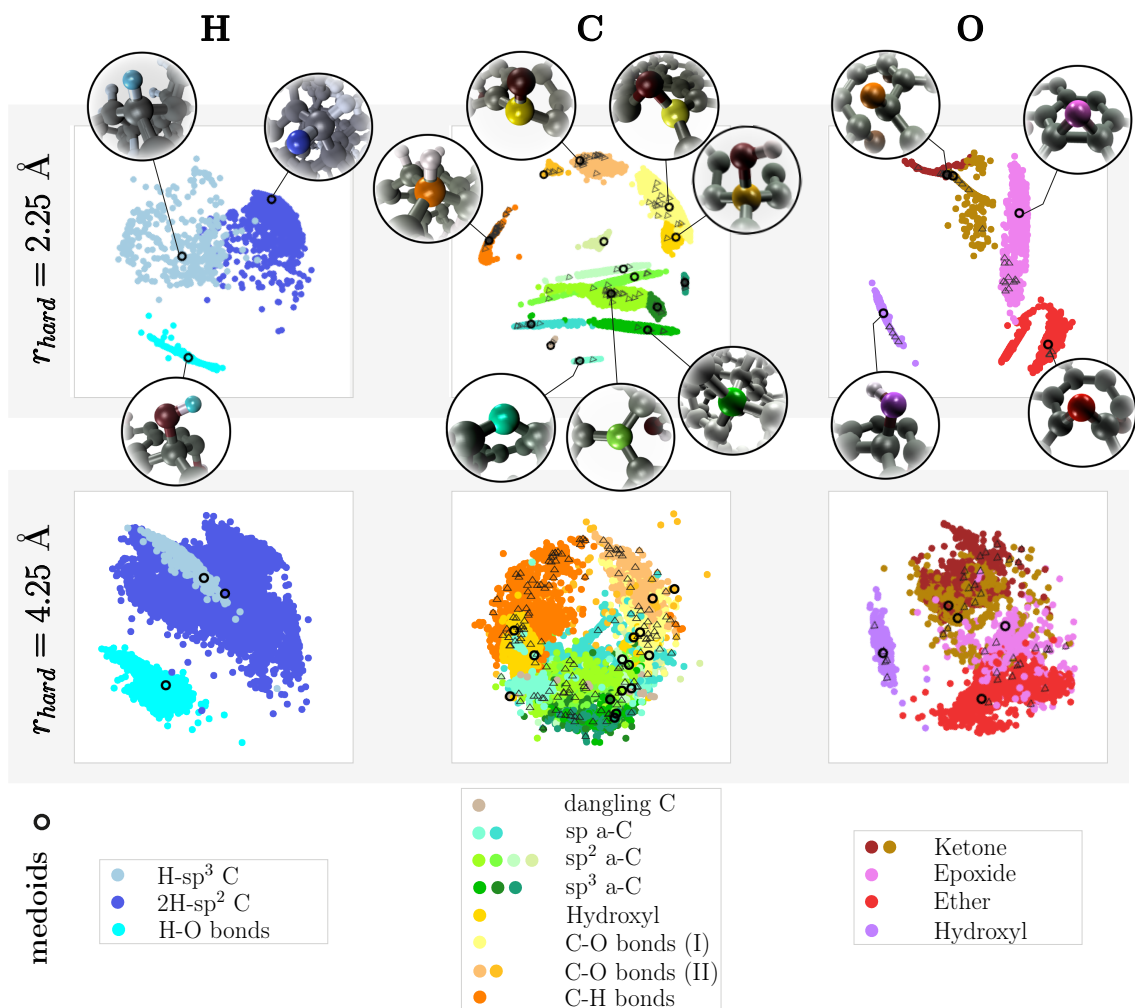 H C O
r_hard = 2.25 Å
r_hard = 4.25 Å
medoids
H-sp³ C
2H-sp² C
H-O bonds
dangling C
sp a-C
sp² a-C
sp³ a-C
Hydroxyl
C-O bonds (I)
C-O bonds (II)
C-H bonds
Ketone
Epoxide
Ether
Hydroxyl